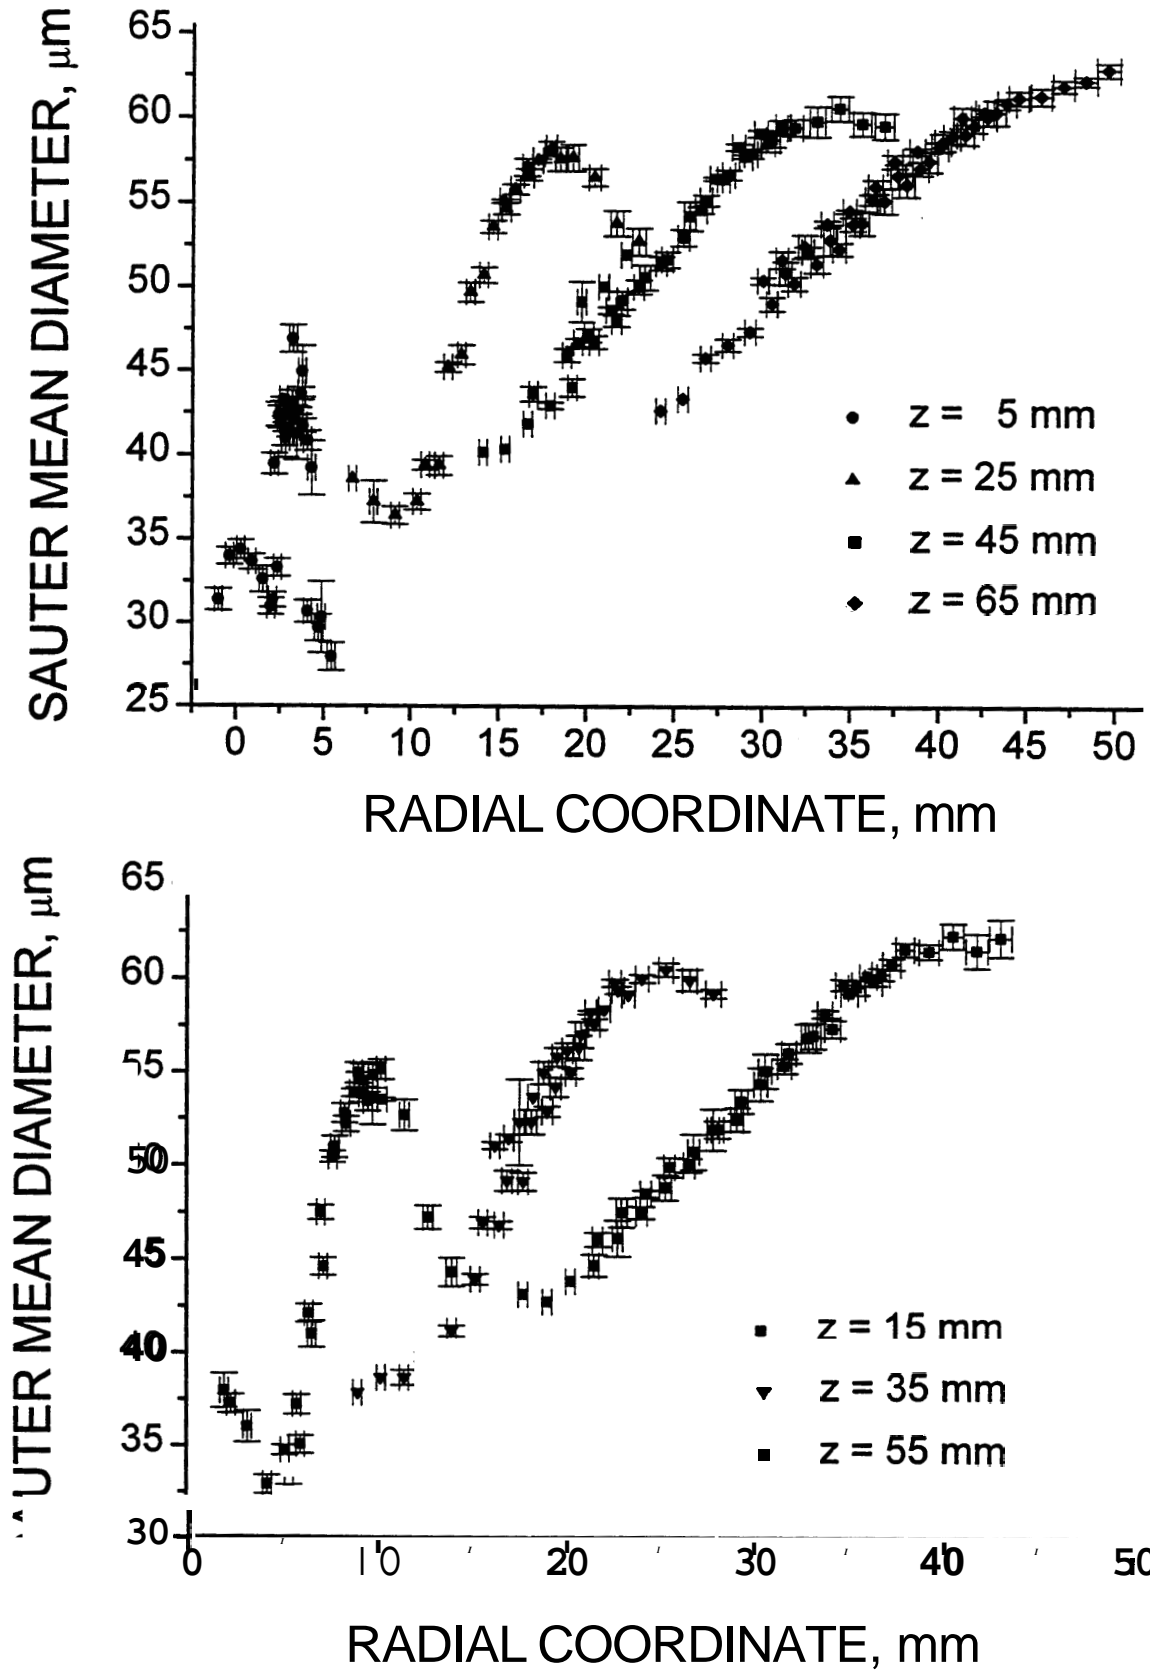 SAUTER MEAN DIAMETER, μm
65
60
55
50
45
40
35
30
25
z = 5 mm
z = 25 mm
z = 45 mm
z = 65 mm
0 5 10 15 20 25 30 35 40 45 50
RADIAL COORDINATE, mm
UTER MEAN DIAMETER, μm
65
60
55
50
45
40
35
30
z = 15 mm
z = 35 mm
z = 55 mm
0 10 20 30 40 50
RADIAL COORDINATE, mm